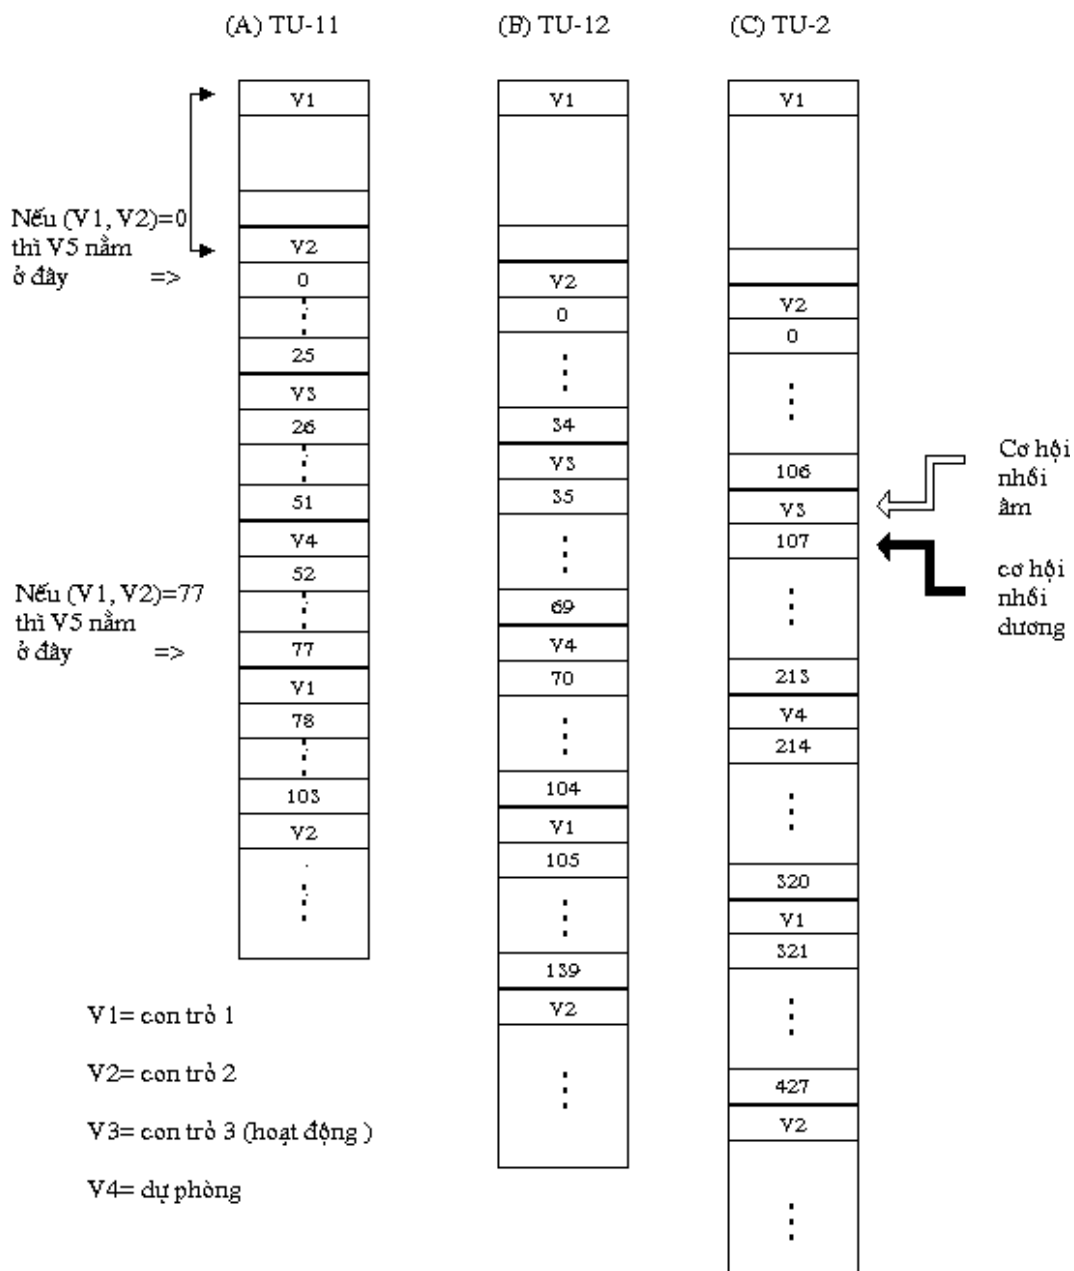 (A) TU-11
(B) TU-12
(C) TU-2
Nếu (V1, V2)=0
thì V5 nằm
ở đây =>
Nếu (V1, V2)=77
thì V5 nằm
ở đây =>
V1
V2
0
25
V3
26
51
V4
52
77
V1
78
103
V2
V1
V2
0
34
V3
35
69
V4
70
104
V1
105
139
V2
V1
V2
0
106
V3
107
213
V4
214
320
V1
321
427
V2
Cơ hội
nhồi
âm
cơ hội
nhồi
dương
V1= con trỏ 1
V2= con trỏ 2
V3= con trỏ 3 (hoạt động )
V4= dự phòng